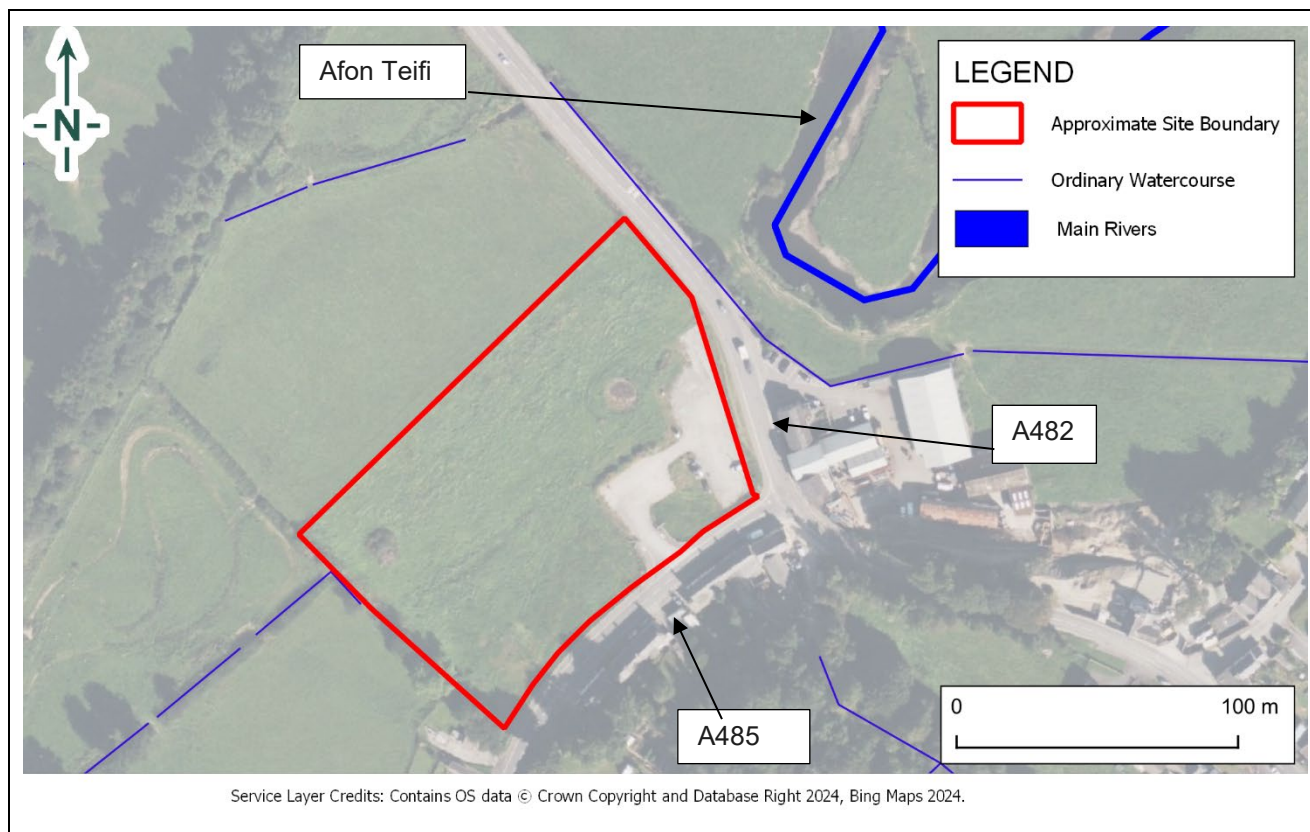 Afon Teifi
N
LEGEND
Approximate Site Boundary
Ordinary Watercourse
Main Rivers
A482
A485
0 100 m
Service Layer Credits: Contains OS data © Crown Copyright and Database Right 2024, Bing Maps 2024.